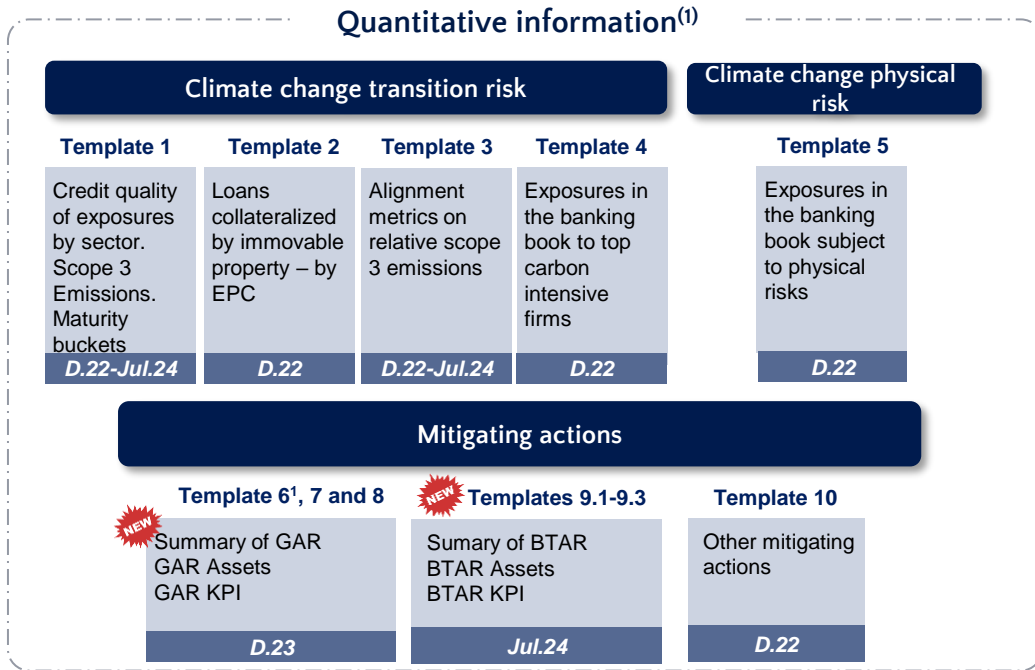 Quantitative information(1)
Climate change transition risk
Climate change physical
risk
Template 1
Template 2
Template 3
Template 4
Template 5
Credit quality
of exposures
by sector.
Scope 3
Emissions.
Maturity
buckets
D.22-Jul.24
Loans
collateralized
by immovable
property – by
EPC
D.22
Alignment
metrics on
relative scope
3 emissions
D.22-Jul.24
Exposures in
the banking
book to top
carbon
intensive
firms
D.22
Exposures in
the banking
book subject
to physical
risks
D.22
Mitigating actions
Template 6¹, 7 and 8
NEW
Summary of GAR
GAR Assets
GAR KPI
D.23
NEW
Templates 9.1-9.3
Sumary of BTAR
BTAR Assets
BTAR KPI
Jul.24
Template 10
Other mitigating
actions
D.22